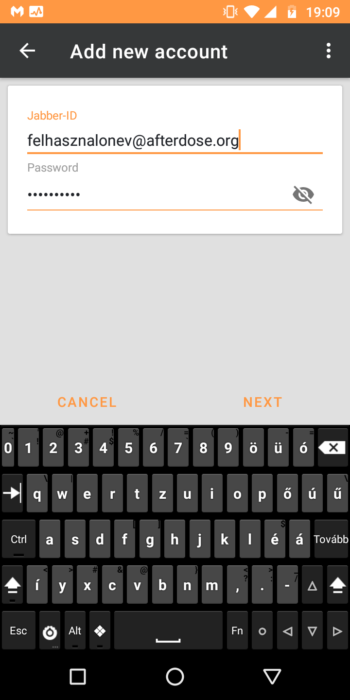 19:09
Add new account
Jabber-ID
felhasznalonev@afterdose.org
Password
••••••••••
CANCEL NEXT
0 1 2 3 4 5 6 7 8 9 ö ü ó
q w e r t z u i o p ő ú ű
Ctrl a s d f g h j k l é á Tovább
í y x c v b n m , . -
Esc Alt Fn